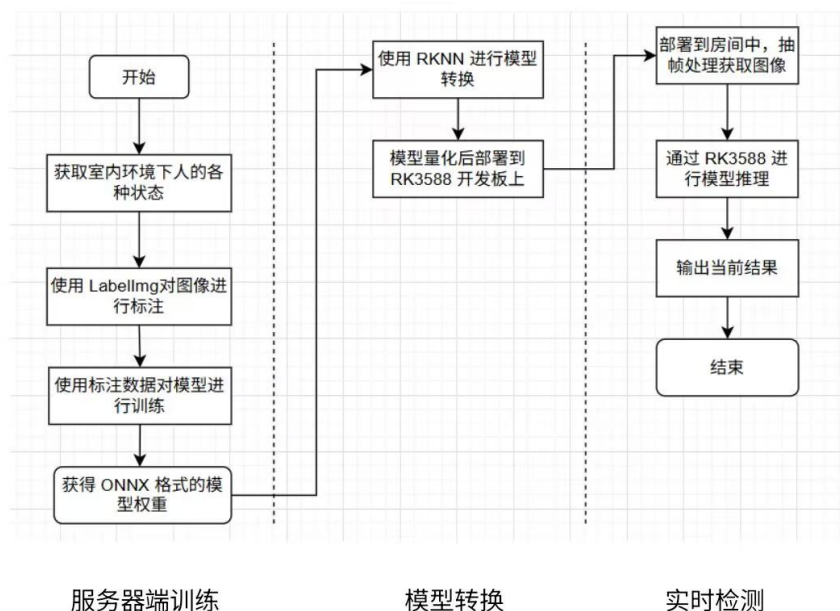 开始
获取室内环境下人的各
种状态
使用 LabelImg对图像进
行标注
使用标注数据对模型进
行训练
获得 ONNX 格式的模
型权重
使用 RKNN 进行模型
转换
模型量化后部署到
RK3588 开发板上
部署到房间中，抽
帧处理获取图像
通过 RK3588 进
行模型推理
输出当前结果
结束
服务器端训练
模型转换
实时检测